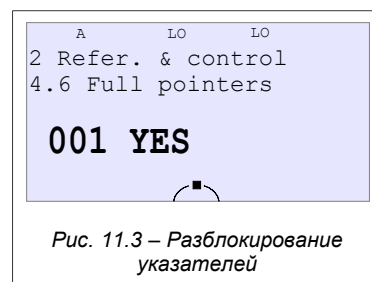 A LO LO
2 Refer. & control
4.6 Full pointers
001 YES
Рис. 11.3 – Разблокирование
указателей